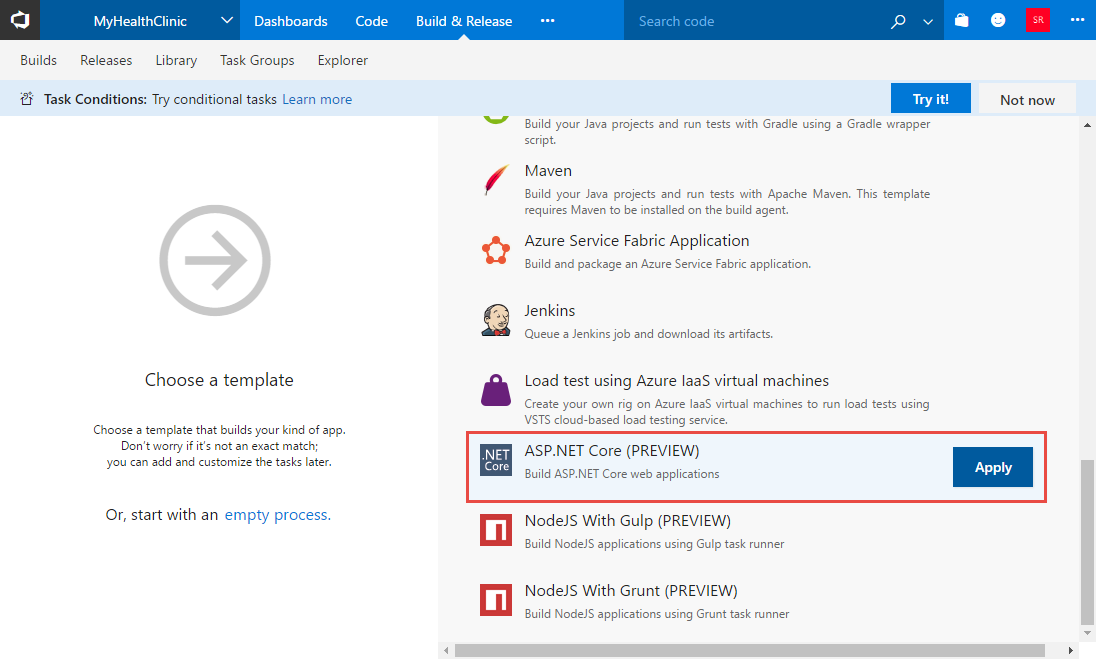 MyHealthClinic Dashboards Code Build & Release ··· Search code SR ···
Builds Releases Library Task Groups Explorer
Task Conditions: Try conditional tasks Learn more Try it! Not now
Choose a template
Choose a template that builds your kind of app.
Don't worry if it's not an exact match;
you can add and customize the tasks later.
Or, start with an empty process.
Build your Java projects and run tests with Gradle using a Gradle wrapper
script.
Maven
Build your Java projects and run tests with Apache Maven. This template
requires Maven to be installed on the build agent.
Azure Service Fabric Application
Build and package an Azure Service Fabric application.
Jenkins
Queue a Jenkins job and download its artifacts.
Load test using Azure IaaS virtual machines
Create your own rig on Azure IaaS virtual machines to run load tests using
VSTS cloud-based load testing service.
.NET
Core
ASP.NET Core (PREVIEW)
Build ASP.NET Core web applications
Apply
NodeJS With Gulp (PREVIEW)
Build NodeJS applications using Gulp task runner
NodeJS With Grunt (PREVIEW)
Build NodeJS applications using Grunt task runner